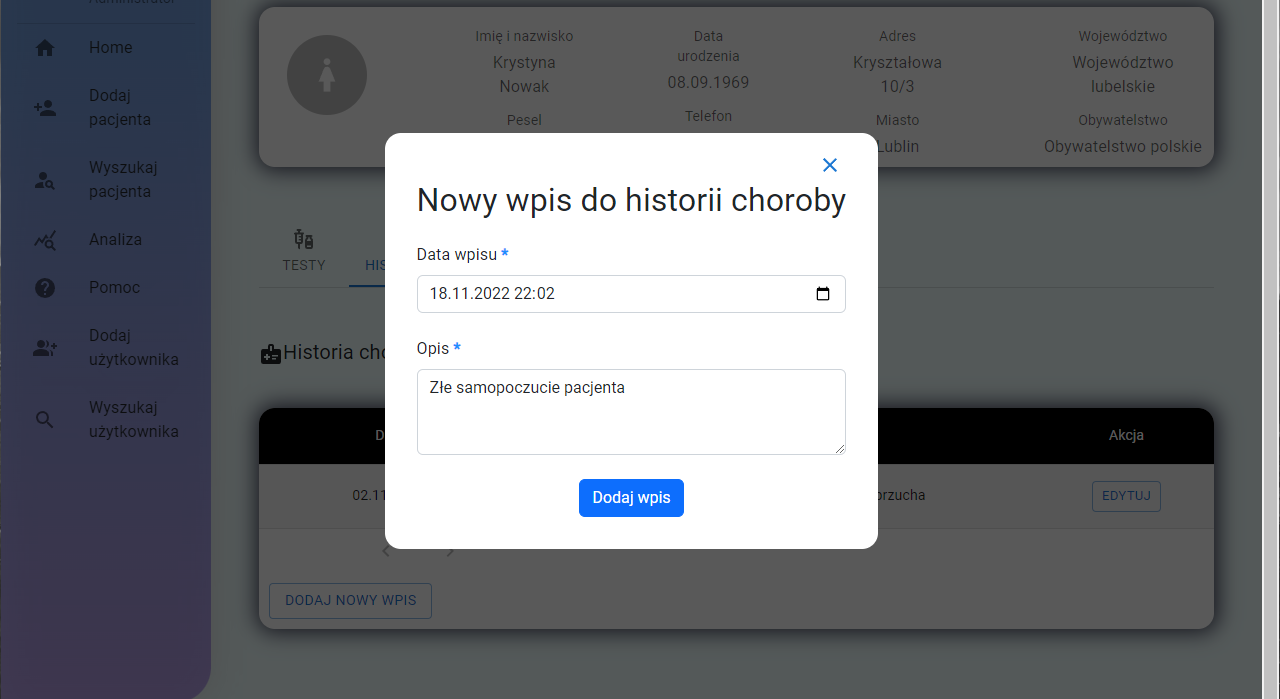 Administrator
Home
Dodaj
pacjenta
Wyszukaj
pacjenta
Analiza
Pomoc
Dodaj
użytkownika
Wyszukaj
użytkownika
Imię i nazwisko
Krystyna
Nowak
Pesel
Data
urodzenia
08.09.1969
Telefon
Adres
Kryształowa
10/3
Miasto
Lublin
Województwo
Województwo
lubelskie
Obywatelstwo
Obywatelstwo polskie
TESTY
HIS
Nowy wpis do historii choroby
Data wpisu *
18.11.2022 22:02
Opis *
Złe samopoczucie pacjenta
Dodaj wpis
Historia cho
D
Akcja
02.11
brzucha
EDYTUJ
DODAJ NOWY WPIS